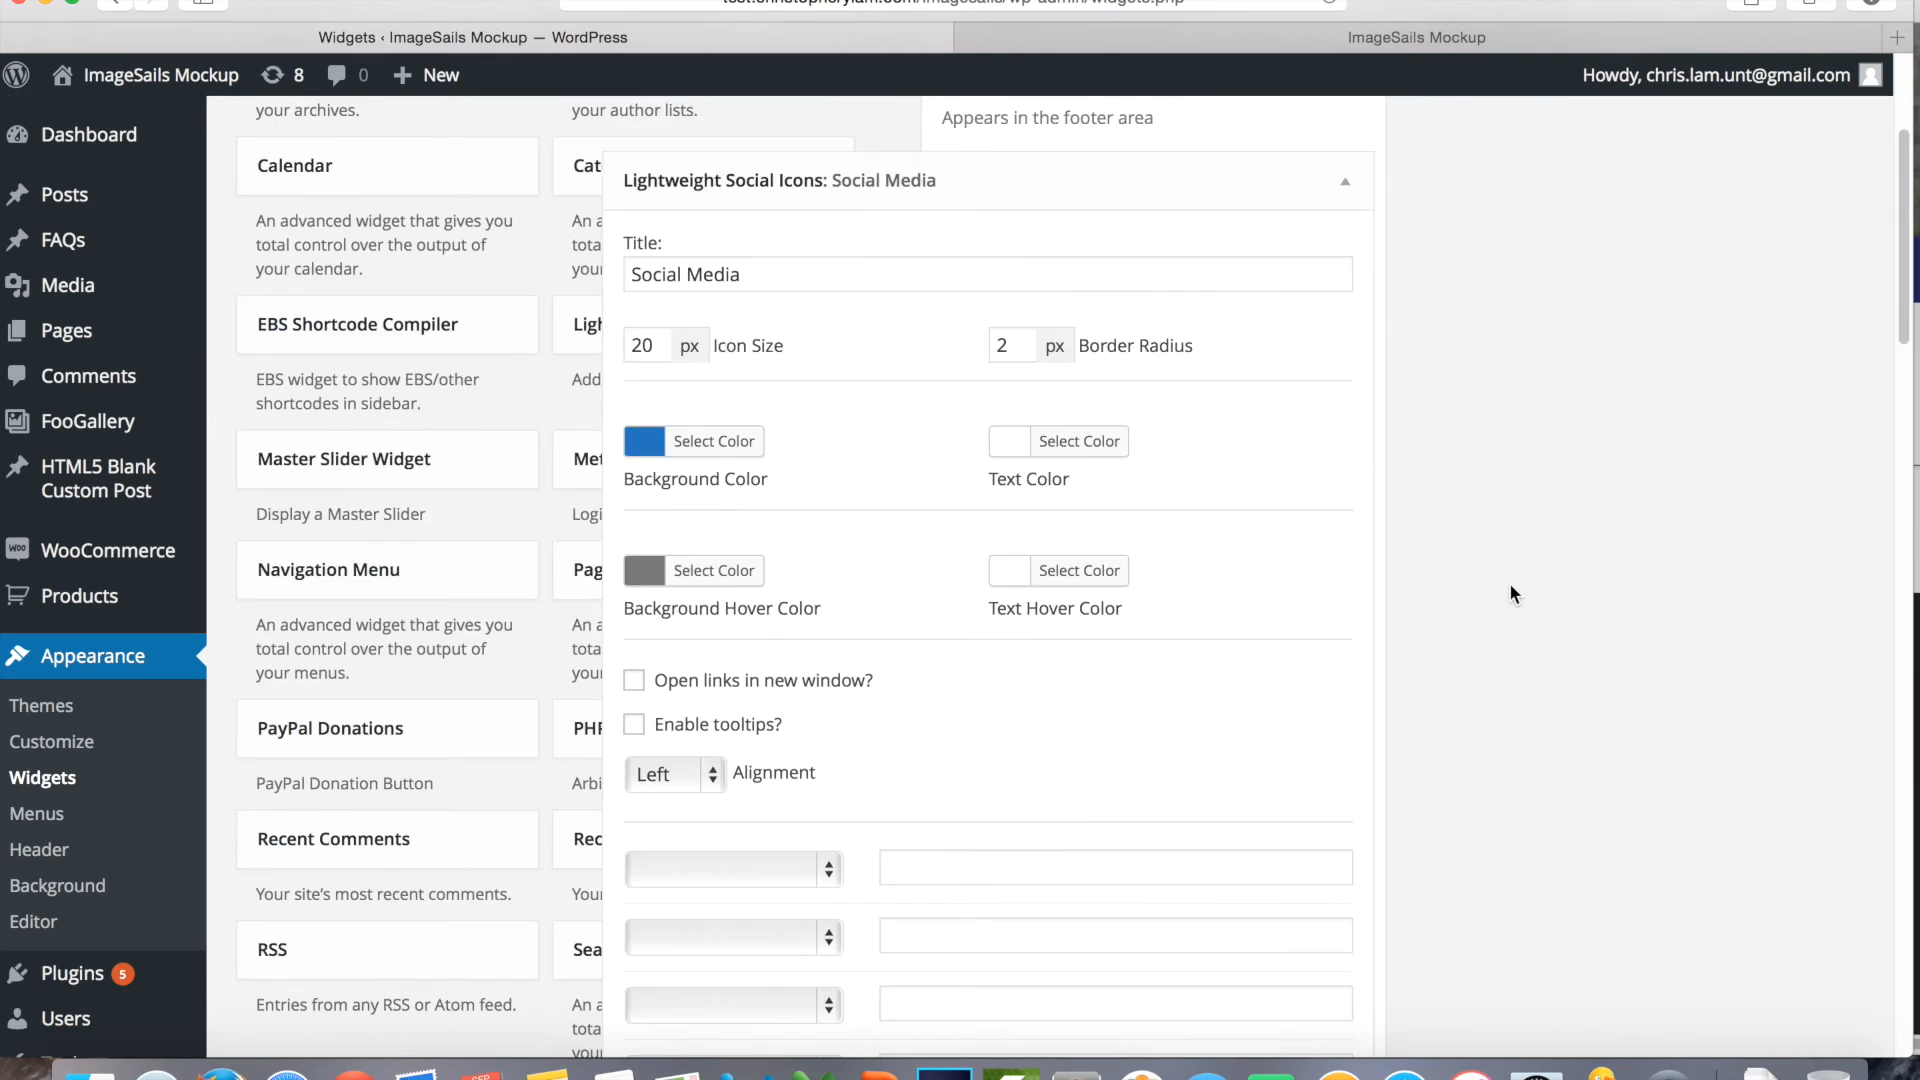 Widgets ‹ ImageSails Mockup — WordPress
ImageSails Mockup
ImageSails Mockup
8
0
New
Howdy, chris.lam.unt@gmail.com
Dashboard
Posts
FAQs
Media
Pages
Comments
FooGallery
HTML5 Blank
Custom Post
WooCommerce
Products
Appearance
Themes
Customize
Widgets
Menus
Header
Background
Editor
Plugins 5
Users
your archives.
Calendar
An advanced widget that gives you
total control over the output of
your calendar.
EBS Shortcode Compiler
EBS widget to show EBS/other
shortcodes in sidebar.
Master Slider Widget
Display a Master Slider
Navigation Menu
An advanced widget that gives you
total control over the output of
your menus.
PayPal Donations
PayPal Donation Button
Recent Comments
Your site's most recent comments.
RSS
Entries from any RSS or Atom feed.
your author lists.
Appears in the footer area
Lightweight Social Icons: Social Media
Title:
Social Media
20 px Icon Size
2 px Border Radius
Select Color
Background Color
Select Color
Text Color
Select Color
Background Hover Color
Select Color
Text Hover Color
Open links in new window?
Enable tooltips?
Left Alignment